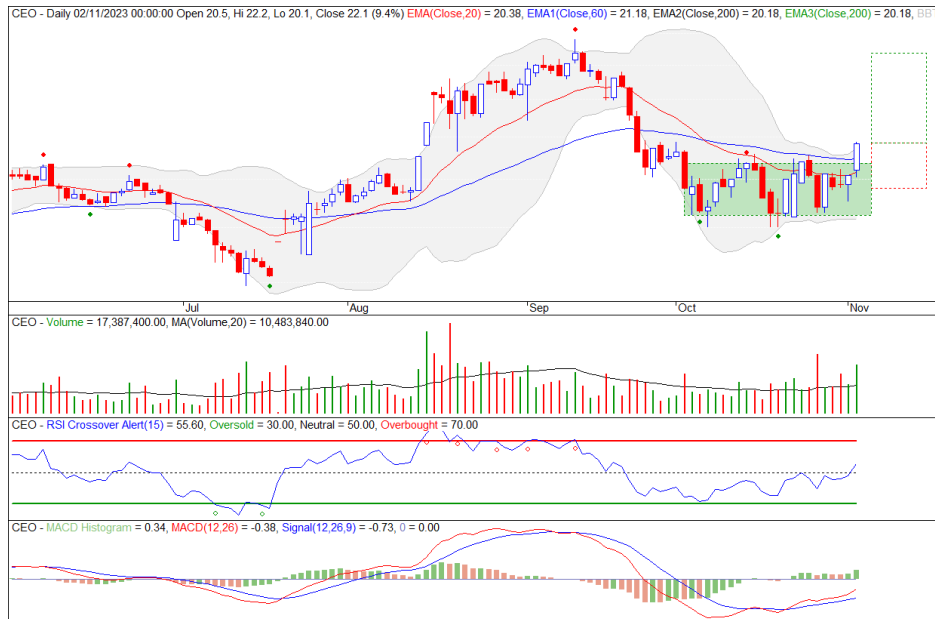 CEO - Daily 02/11/2023 00:00:00 Open 20.5, Hi 22.2, Lo 20.1, Close 22.1 (9.4%) EMA(Close,20) = 20.38, EMA1(Close,60) = 21.18, EMA2(Close,200) = 20.18, EMA3(Close,200) = 20.18,
Jul Aug Sep Oct Nov
CEO - Volume = 17,387,400.00, MA(Volume,20) = 10,483,840.00
CEO - RSI Crossover Alert(15) = 55.60, Oversold = 30.00, Neutral = 50.00, Overbought = 70.00
CEO - MACD Histogram = 0.34, MACD(12,26) = -0.38, Signal(12,26,9) = -0.73, 0 = 0.00